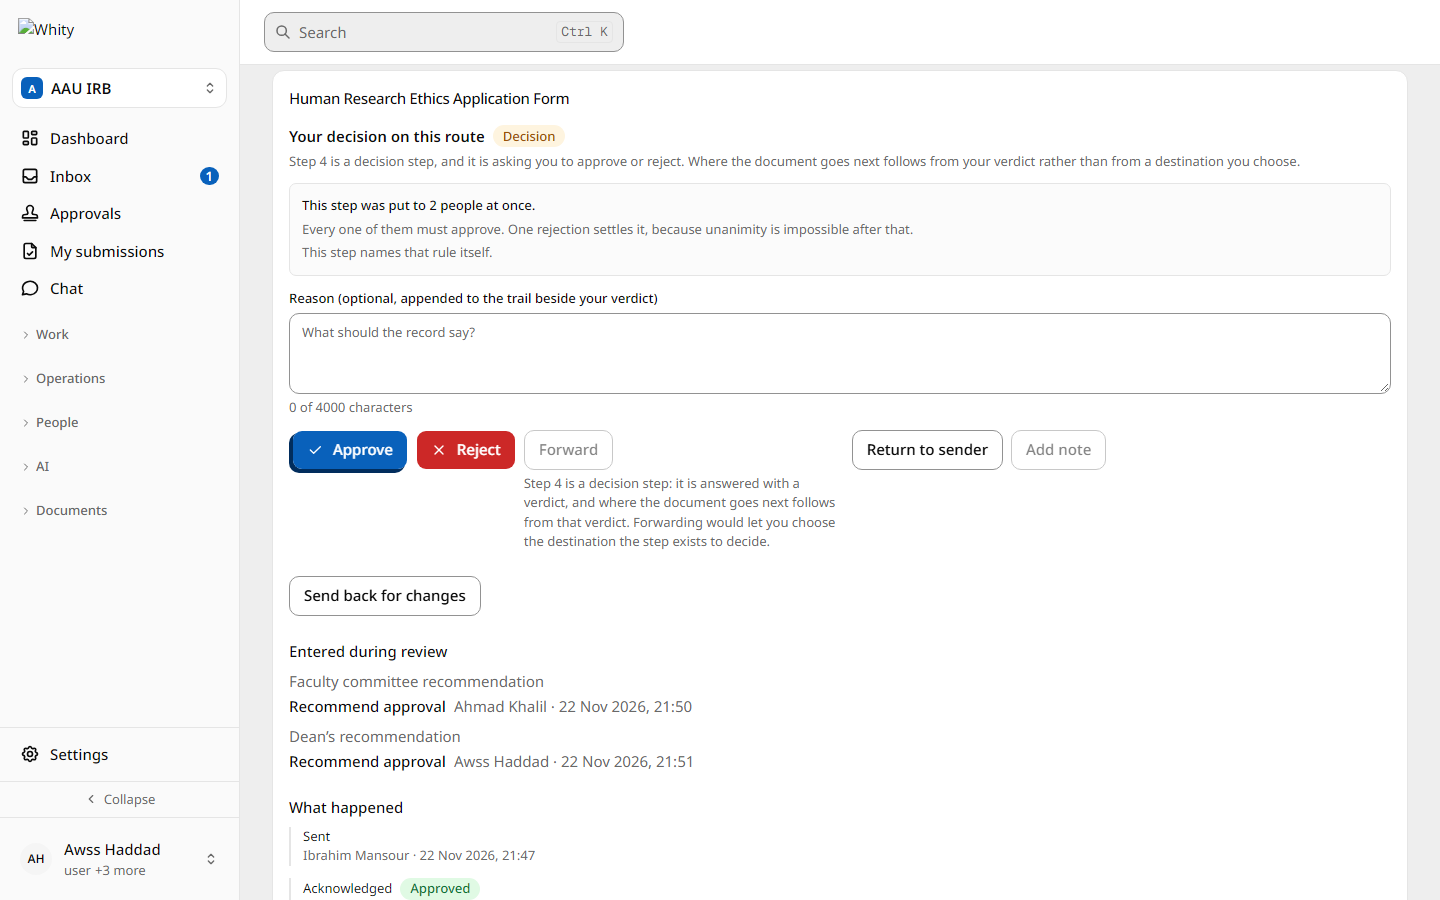 Whity
Search
Ctrl K
A
AAU IRB
Dashboard
Inbox
1
Approvals
My submissions
Chat
Work
Operations
People
AI
Documents
Settings
Collapse
AH
Awss Haddad
user +3 more
Human Research Ethics Application Form
Your decision on this route
Decision
Step 4 is a decision step, and it is asking you to approve or reject. Where the document goes next follows from your verdict rather than from a destination you choose.
This step was put to 2 people at once.
Every one of them must approve. One rejection settles it, because unanimity is impossible after that.
This step names that rule itself.
Reason (optional, appended to the trail beside your verdict)
What should the record say?
0 of 4000 characters
Approve
Reject
Forward
Step 4 is a decision step: it is answered with a
verdict, and where the document goes next follows
from that verdict. Forwarding would let you choose
the destination the step exists to decide.
Return to sender
Add note
Send back for changes
Entered during review
Faculty committee recommendation
Recommend approval Ahmad Khalil · 22 Nov 2026, 21:50
Dean’s recommendation
Recommend approval Awss Haddad · 22 Nov 2026, 21:51
What happened
Sent
Ibrahim Mansour · 22 Nov 2026, 21:47
Acknowledged Approved